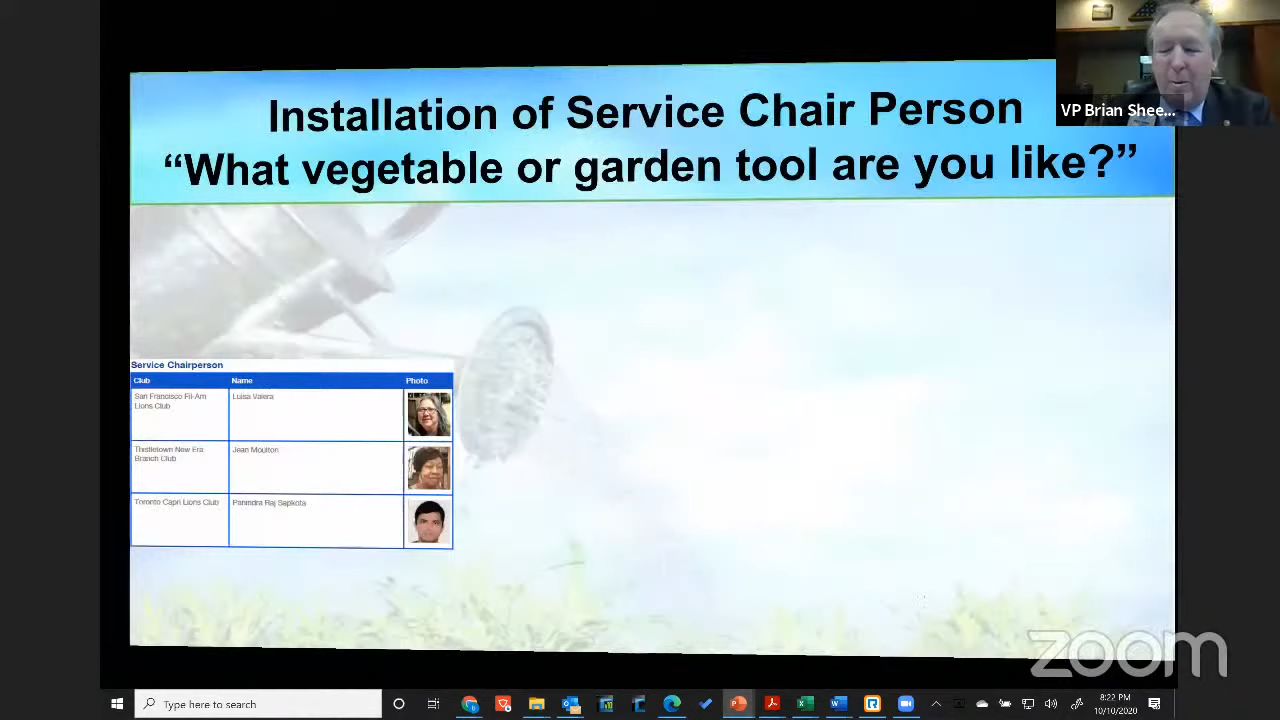 Installation of Service Chair Person
“What vegetable or garden tool are you like?”
VP Brian Shee...
Service Chairperson
Club Name Photo
San Francisco Fil-Am
Lions Club
Luisa Valera
Thistletown New Era
Branch Club
Jean Moulton
Toronto Capri Lions Club
Panindra Raj Sapkota
zoom
Type here to search
8:22 PM
10/10/2020